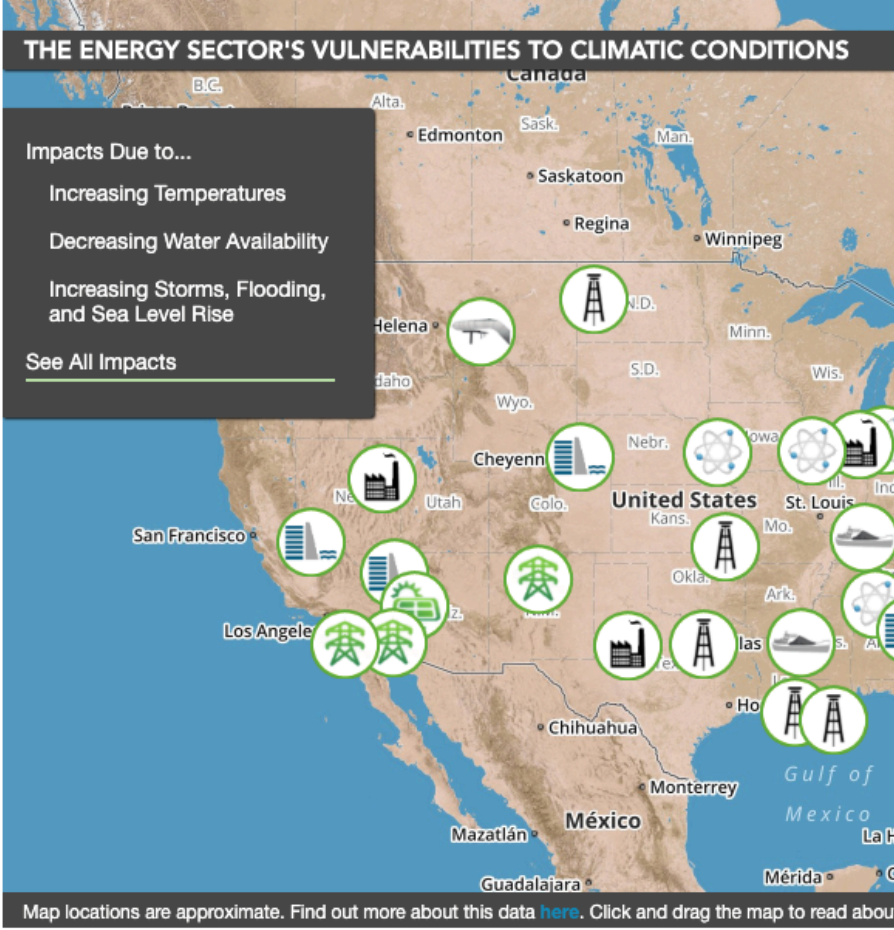 THE ENERGY SECTOR'S VULNERABILITIES TO CLIMATIC CONDITIONS
Canada
B.C.
Alta.
Impacts Due to...
Increasing Temperatures
Decreasing Water Availability
Increasing Storms, Flooding,
and Sea Level Rise
See All Impacts
Edmonton
Sask.
Man.
Saskatoon
Regina
Winnipeg
Helena
N.D.
Minn.
S.D.
Wis.
Wyo.
Nebr.
Cheyenn
Utah
Colo.
United States
St. Louis
Kans.
Mo.
San Francisco
Okla.
Ark.
Los Angele
las
Ho
Chihuahua
Gulf of
Mexico
Monterrey
México
Mazatlán
La H
Mérida
Guadalajara
Map locations are approximate. Find out more about this data here. Click and drag the map to read abou